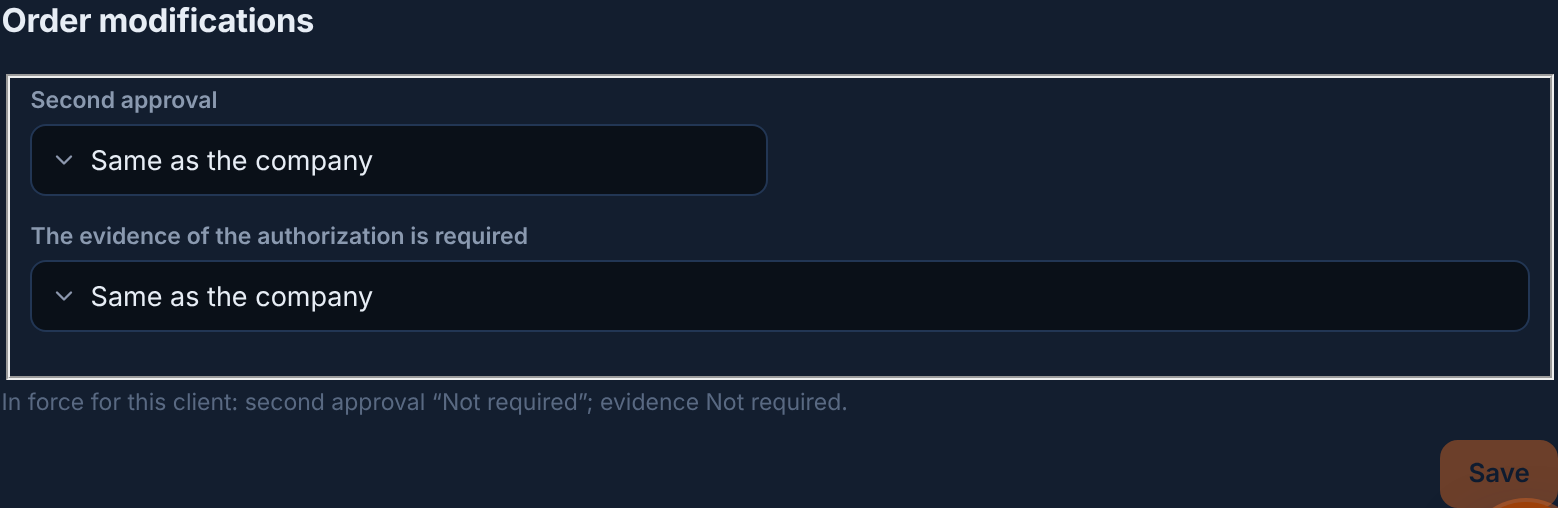 Order modifications
Second approval
Same as the company
The evidence of the authorization is required
Same as the company
In force for this client: second approval “Not required”; evidence Not required.
Save